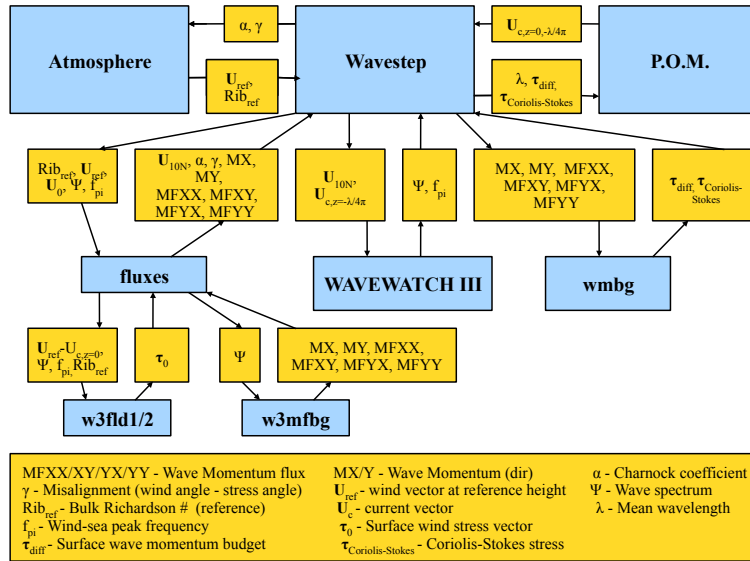 α, γ
U_c,z=0,-λ/4π
Atmosphere
Wavestep
P.O.M.
U_ref,
Rib_ref
λ, τ_diff,
τ_Coriolis-Stokes
Rib_ref, U_ref,
U_0, Ψ, f_pi
U_10N, α, γ, MX,
MY,
MFXX, MFXY,
MFYX, MFYY
U_10N,
U_c,z=-λ/4π
Ψ, f_pi
MX, MY, MFXX,
MFXY, MFYX,
MFYY
τ_diff, τ_Coriolis-
Stokes
fluxes
WAVEWATCH III
wmbg
U_ref-U_c,z=0,
Ψ, f_pi,Rib_ref
τ_0
Ψ
MX, MY, MFXX,
MFXY, MFYX, MFYY
w3fld1/2
w3mfbg
MFXX/XY/YX/YY - Wave Momentum flux
γ - Misalignment (wind angle - stress angle)
Rib_ref - Bulk Richardson # (reference)
f_pi - Wind-sea peak frequency
τ_diff - Surface wave momentum budget
MX/Y - Wave Momentum (dir)
U_ref - wind vector at reference height
U_c - current vector
τ_0 - Surface wind stress vector
τ_Coriolis-Stokes - Coriolis-Stokes stress
α - Charnock coefficient
Ψ - Wave spectrum
λ - Mean wavelength